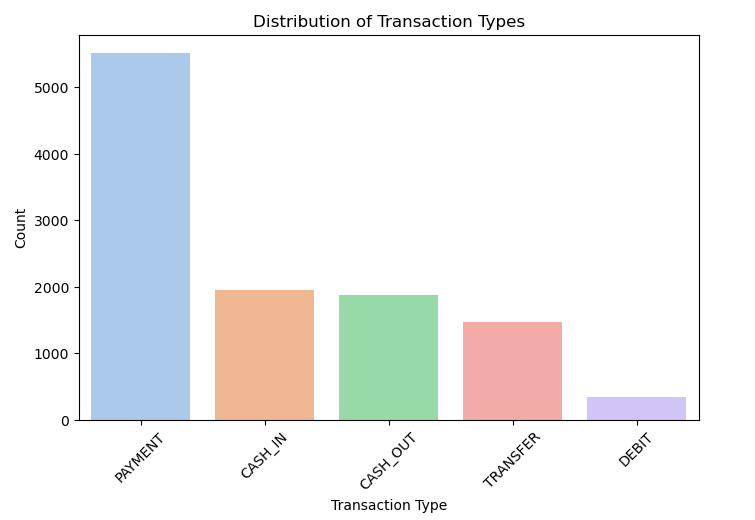 Distribution of Transaction Types
Count
5000
4000
3000
2000
1000
0
PAYMENT
CASH_IN
CASH_OUT
TRANSFER
DEBIT
Transaction Type